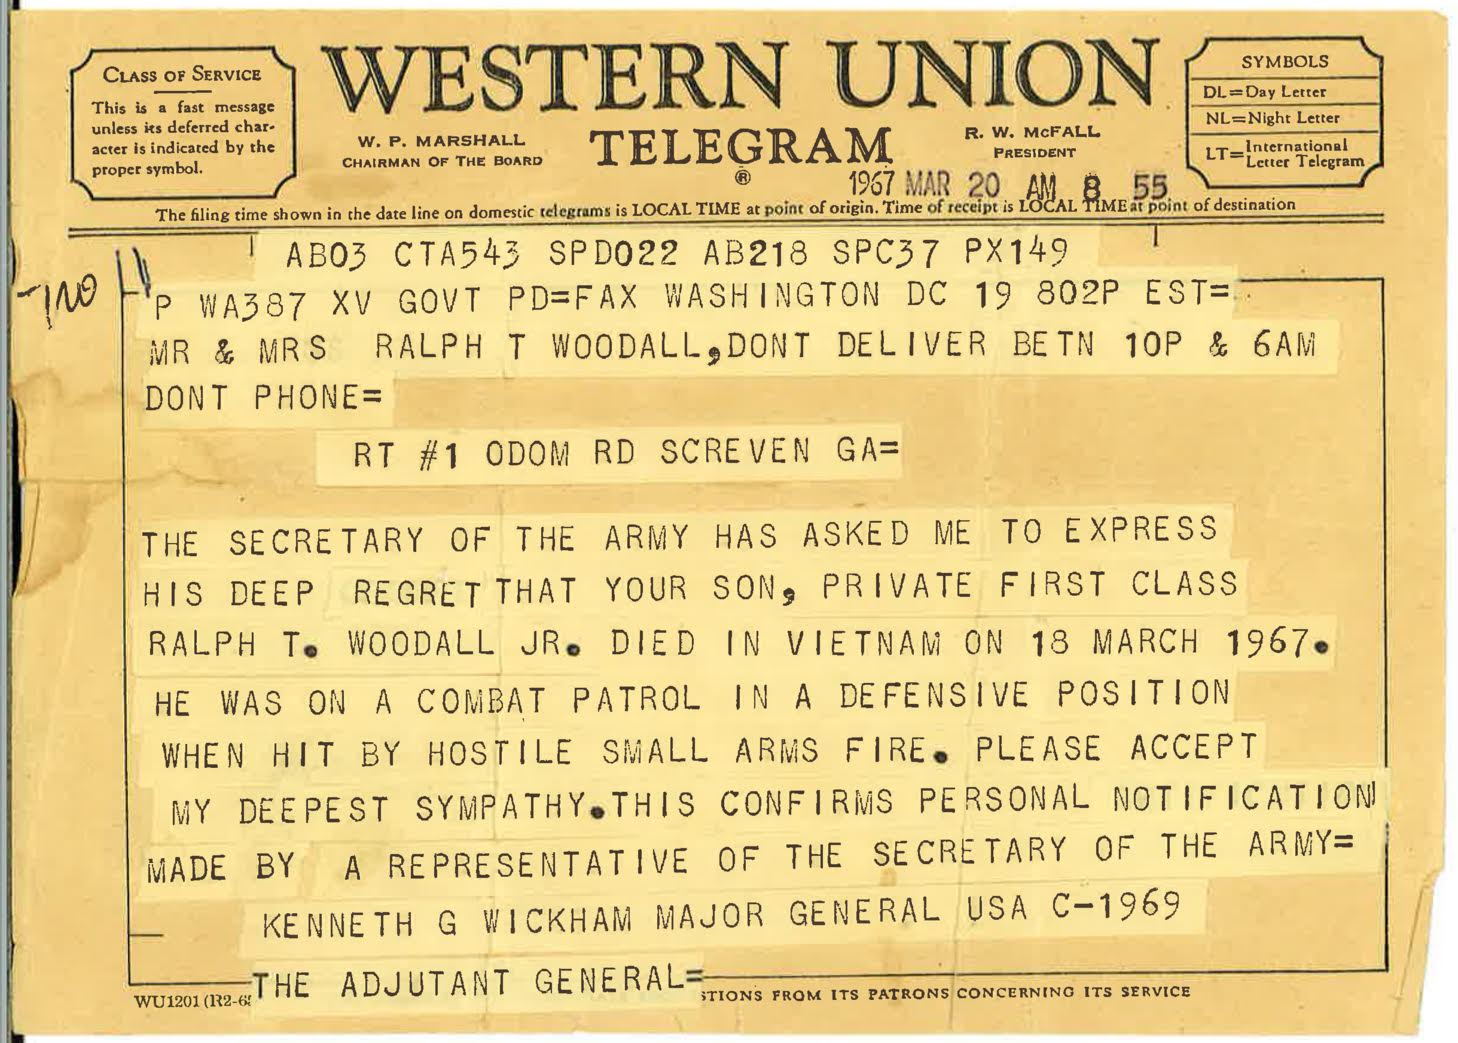 CLASS OF SERVICE
This is a fast message
unless its deferred char-
acter is indicated by the
proper symbol.
WESTERN UNION
TELEGRAM
®
W. P. MARSHALL
CHAIRMAN OF THE BOARD
R. W. McFALL
PRESIDENT
SYMBOLS
DL=Day Letter
NL=Night Letter
LT=International
Letter Telegram
1967 MAR 20 AM 8 55
The filing time shown in the date line on domestic telegrams is LOCAL TIME at point of origin. Time of receipt is LOCAL TIME at point of destination
AB03 CTA543 SPD022 AB218 SPC37 PX149
P WA387 XV GOVT PD=FAX WASHINGTON DC 19 802P EST=
MR & MRS RALPH T WOODALL, DONT DELIVER BETN 10P & 6AM
DONT PHONE=
RT #1 ODOM RD SCREVEN GA=
THE SECRETARY OF THE ARMY HAS ASKED ME TO EXPRESS
HIS DEEP REGRET THAT YOUR SON, PRIVATE FIRST CLASS
RALPH T. WOODALL JR. DIED IN VIETNAM ON 18 MARCH 1967.
HE WAS ON A COMBAT PATROL IN A DEFENSIVE POSITION
WHEN HIT BY HOSTILE SMALL ARMS FIRE. PLEASE ACCEPT
MY DEEPEST SYMPATHY. THIS CONFIRMS PERSONAL NOTIFICATION
MADE BY A REPRESENTATIVE OF THE SECRETARY OF THE ARMY=
KENNETH G WICKHAM MAJOR GENERAL USA C-1969
THE ADJUTANT GENERAL=
WU1201 (R2-6
STIONS FROM ITS PATRONS CONCERNING ITS SERVICE